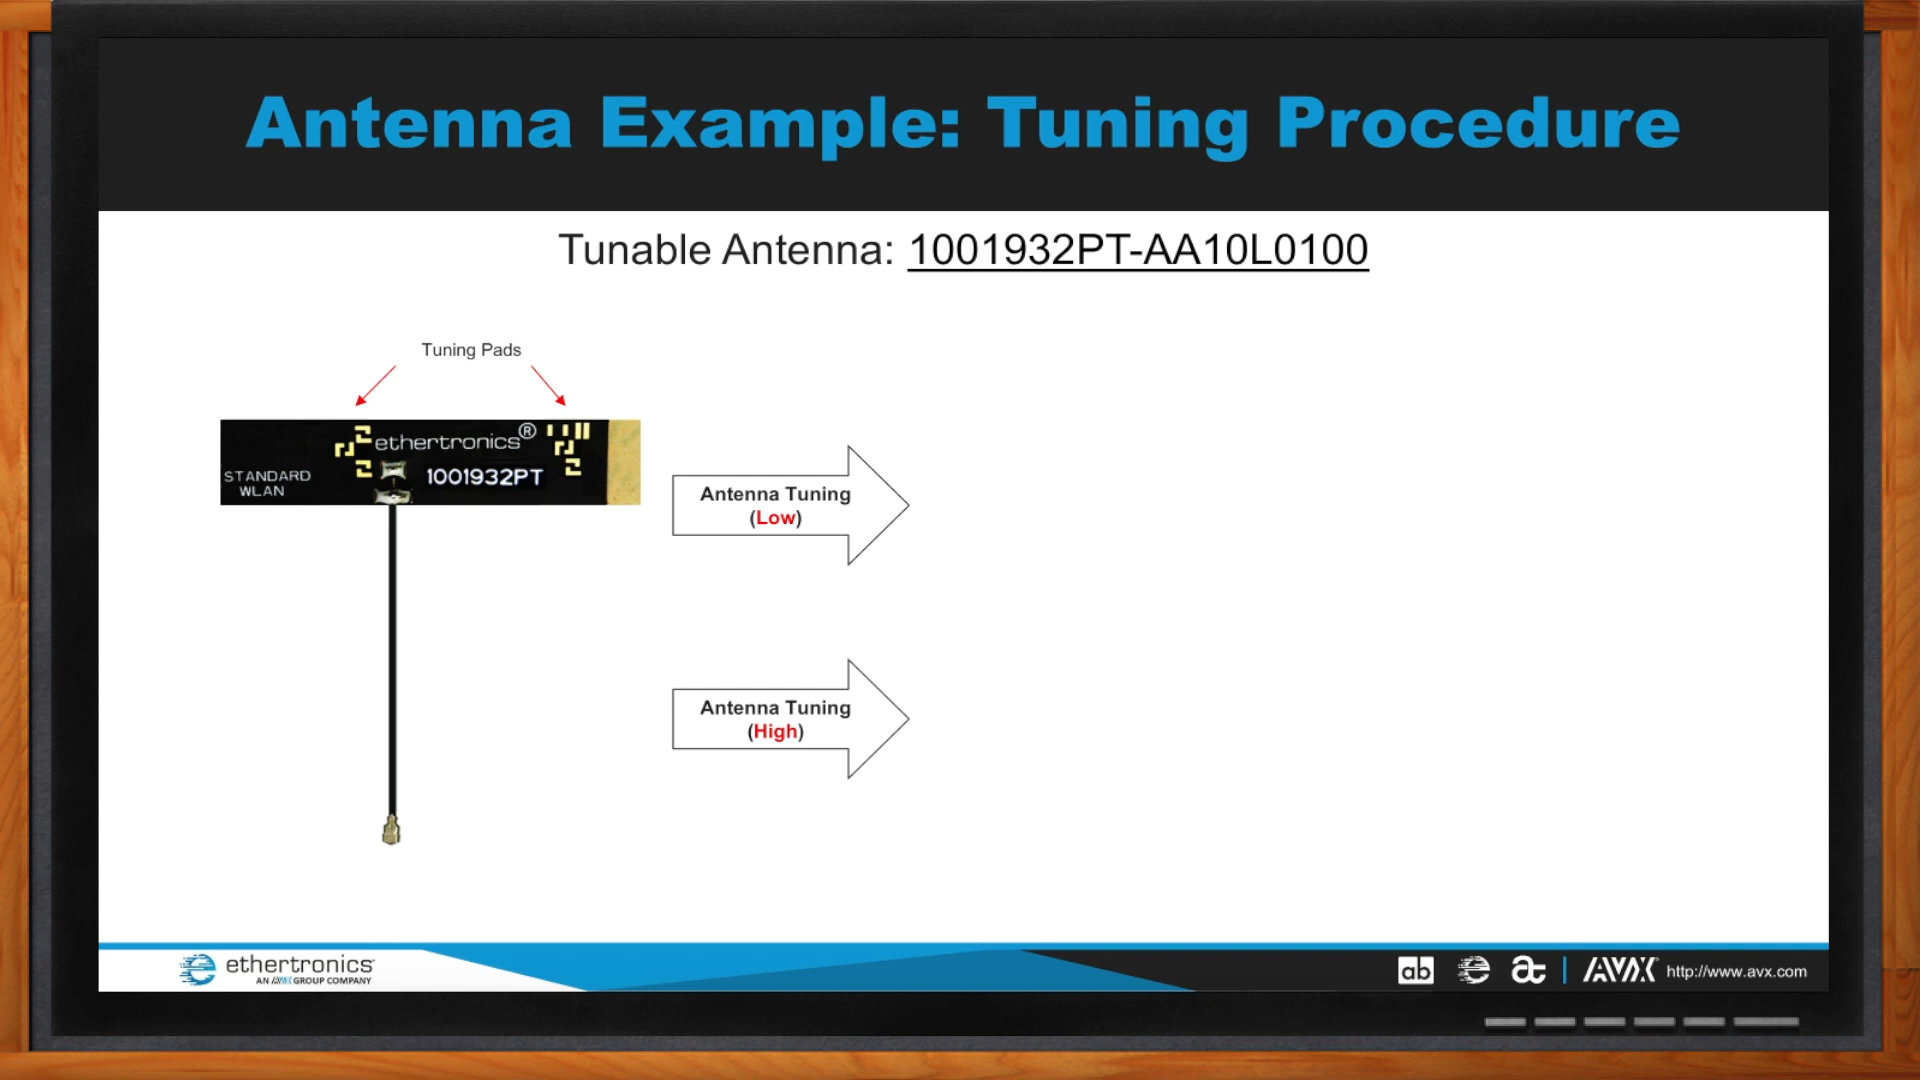 Antenna Example: Tuning Procedure
Tunable Antenna: 1001932PT-AA10L0100
Tuning Pads
ethertronics®
STANDARD
WLAN
1001932PT
Antenna Tuning
(Low)
Antenna Tuning
(High)
ethertronics
AN AVX GROUP COMPANY
ab
AVX http://www.avx.com